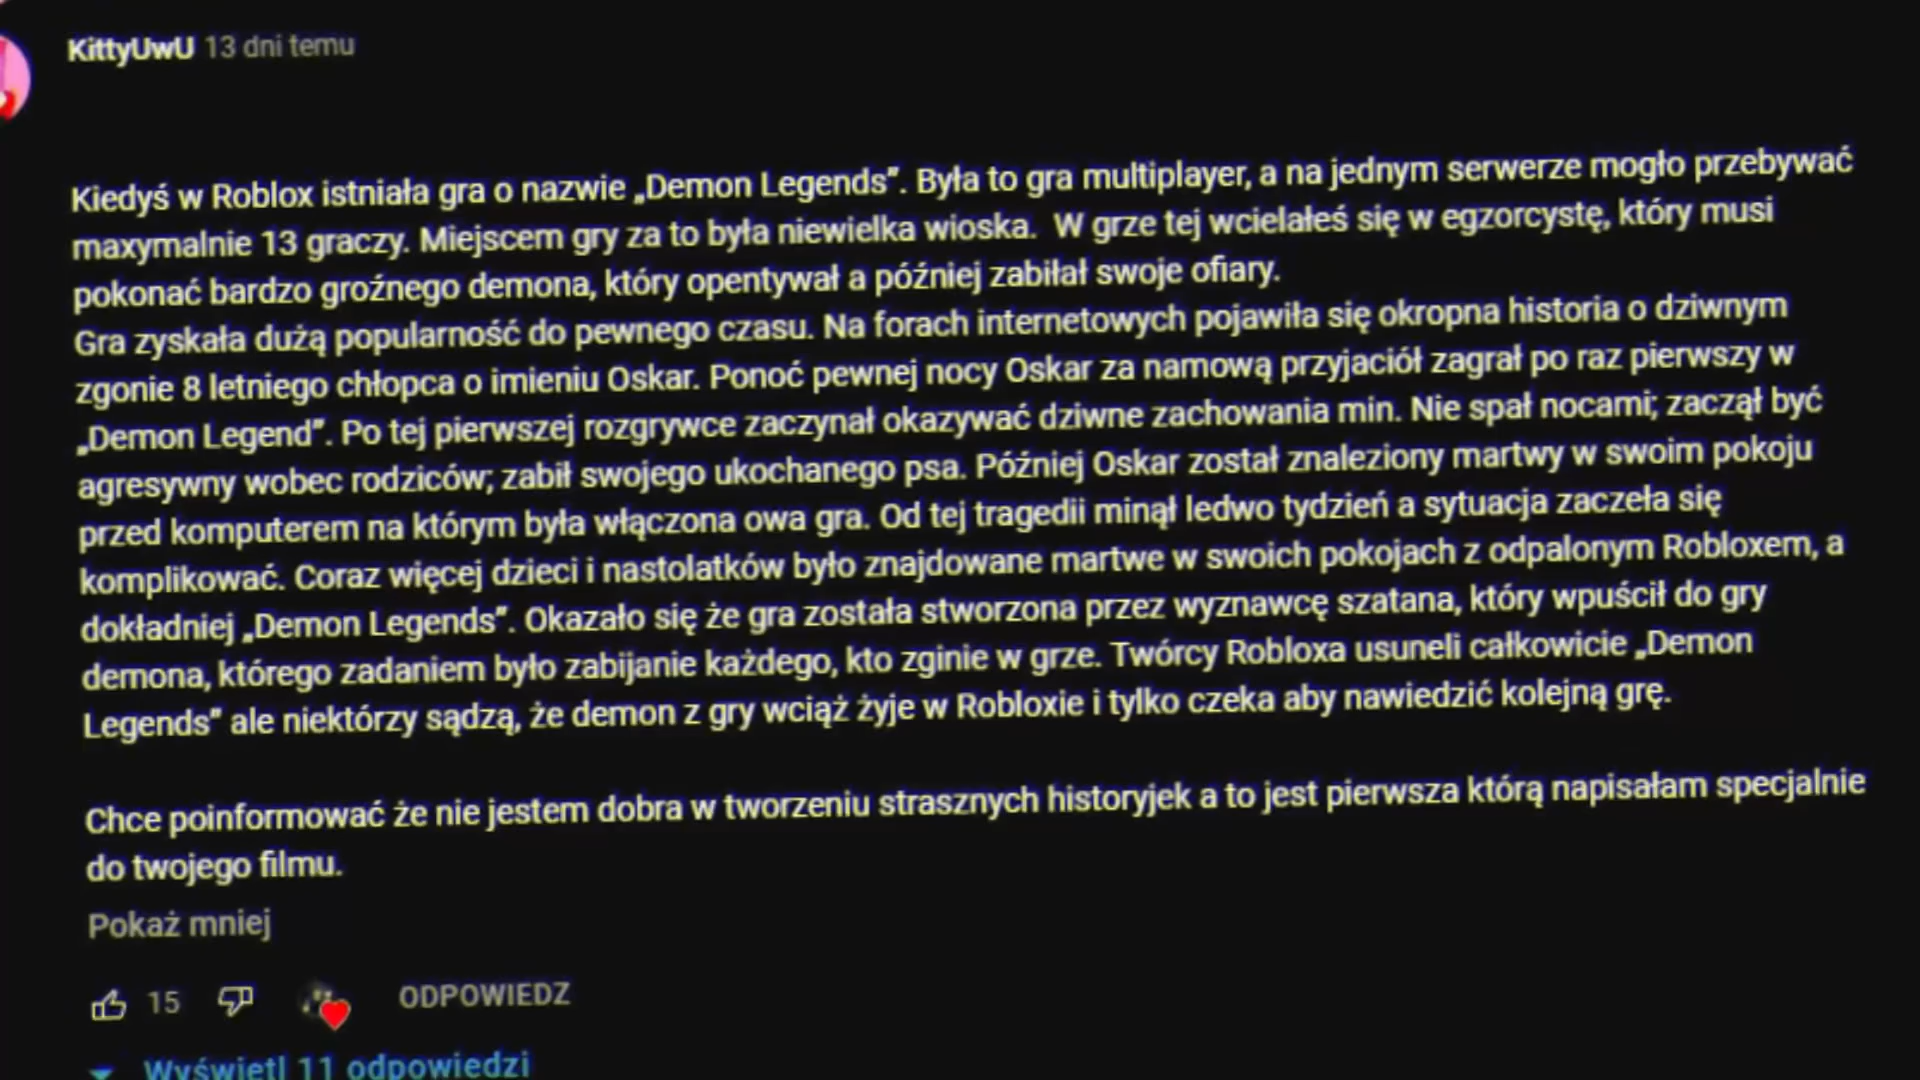 KittyUwU 13 dni temu
Kiedyś w Roblox istniała gra o nazwie „Demon Legends”. Była to gra multiplayer, a na jednym serwerze mogło przebywać
maxymalnie 13 graczy. Miejscem gry za to była niewielka wioska.  W grze tej wcielałeś się w egzorcystę, który musi
pokonać bardzo groźnego demona, który opentywał a później zabiłał swoje ofiary.
Gra zyskała dużą popularność do pewnego czasu. Na forach internetowych pojawiła się okropna historia o dziwnym
zgonie 8 letniego chłopca o imieniu Oskar. Ponoć pewnej nocy Oskar za namową przyjaciół zagrał po raz pierwszy w
„Demon Legend”. Po tej pierwszej rozgrywce zaczynał okazywać dziwne zachowania min. Nie spał nocami; zaczął być
agresywny wobec rodziców; zabił swojego ukochanego psa. Później Oskar został znaleziony martwy w swoim pokoju
przed komputerem na którym była włączona owa gra. Od tej tragedii minął ledwo tydzień a sytuacja zaczeła się
komplikować. Coraz więcej dzieci i nastolatków było znajdowane martwe w swoich pokojach z odpalonym Robloxem, a
dokładniej „Demon Legends”. Okazało się że gra została stworzona przez wyznawcę szatana, który wpuścił do gry
demona, którego zadaniem było zabijanie każdego, kto zginie w grze. Twórcy Robloxa usuneli całkowicie „Demon
Legends” ale niektórzy sądzą, że demon z gry wciąż żyje w Robloxie i tylko czeka aby nawiedzić kolejną grę.
Chce poinformować że nie jestem dobra w tworzeniu strasznych historyjek a to jest pierwsza którą napisałam specjalnie
do twojego filmu.
Pokaż mniej
15 ODPOWIEDZ
Wyświetl 11 odpowiedzi